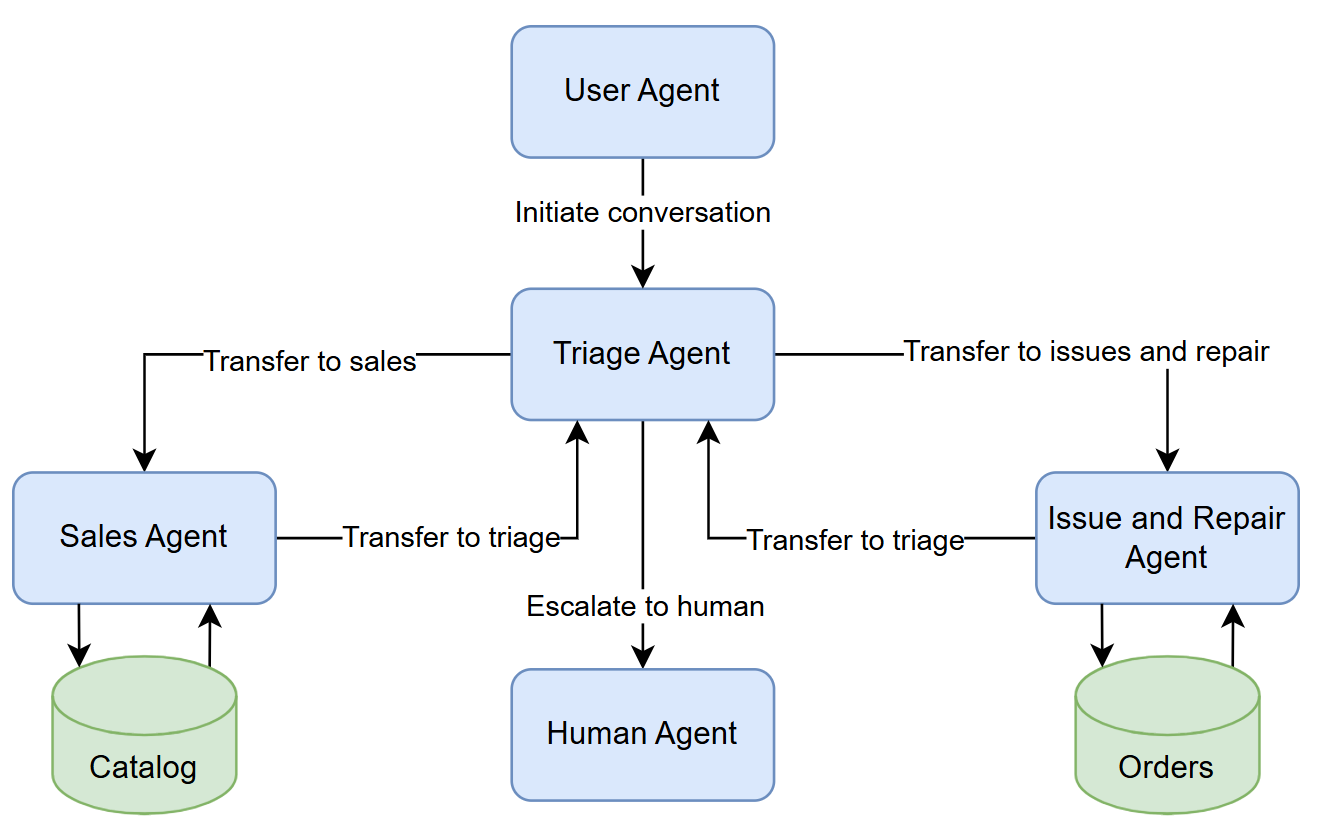 User Agent
Initiate conversation
Triage Agent
Transfer to sales
Transfer to issues and repair
Sales Agent
Transfer to triage
Transfer to triage
Issue and Repair
Agent
Escalate to human
Human Agent
Catalog
Orders